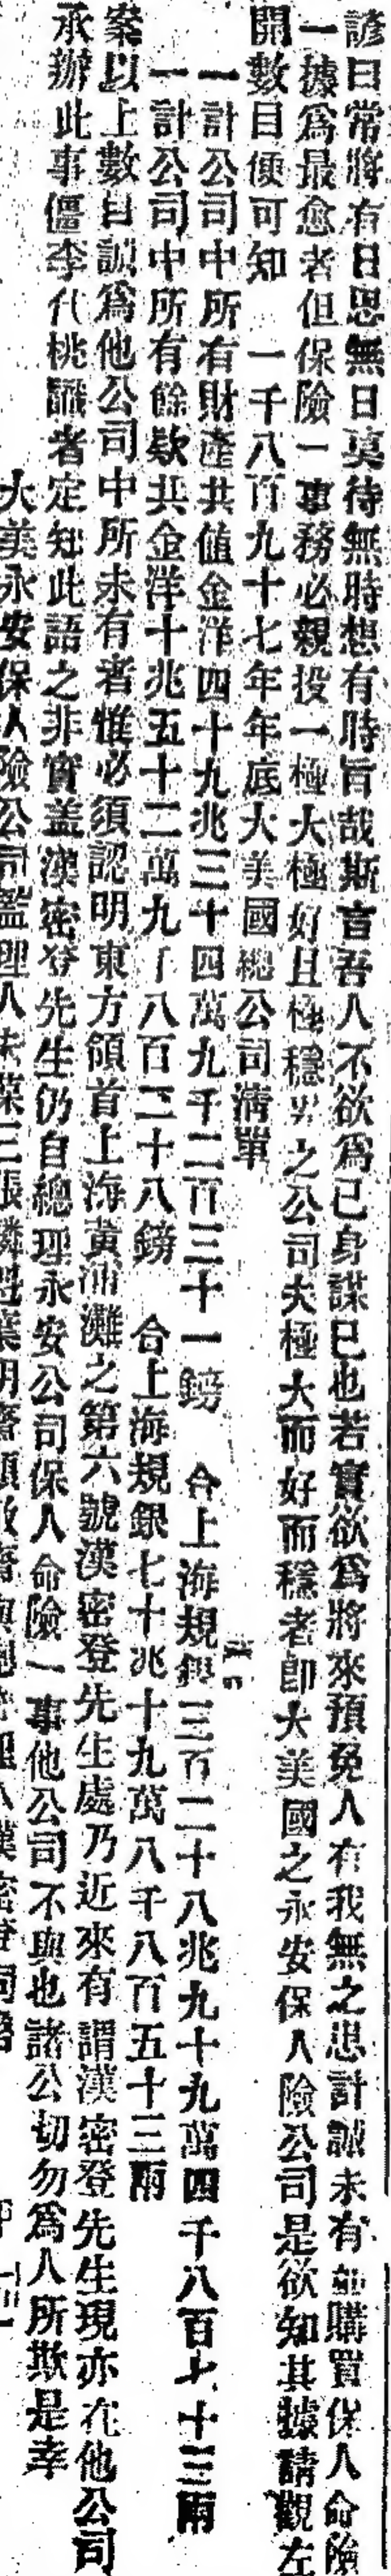 諺曰常將有日思無日莫待無時想有時旨哉斯言吾人不欲爲己身謀已也若實欲爲將來預免人有我無之思計誠未有如購買保人命險
一據爲最愈者但保險一事務必親投一極大極好且極穩之公司夫極大而好而穩者卽大美國之永安保人險公司是欲知其據請觀左
開數目便可知　一千八百九十七年年底大美國總公司清單
一計公司中所有財產共值金洋四十九兆三十四萬九千二百三十一鎊　合上海規銀三百二十八兆九十九萬四千八百七十三兩
一計公司中所有餘欵共金洋十兆五十二萬九千八百二十八鎊　合上海規銀七十兆十九萬八千八百五十三兩
案以上數目誠爲他公司中所未有者惟必須認明東方領首上海黃浦灘之第六號漢密登先生處乃近來有謂漢密登先生現亦在他公司
承辦此事僵李代桃識者定知此語之非實蓋漢密登先生仍自總理永安公司保人命險一事他公司不與也諸公切勿爲人所欺是幸
大美永安保人險公司監理人